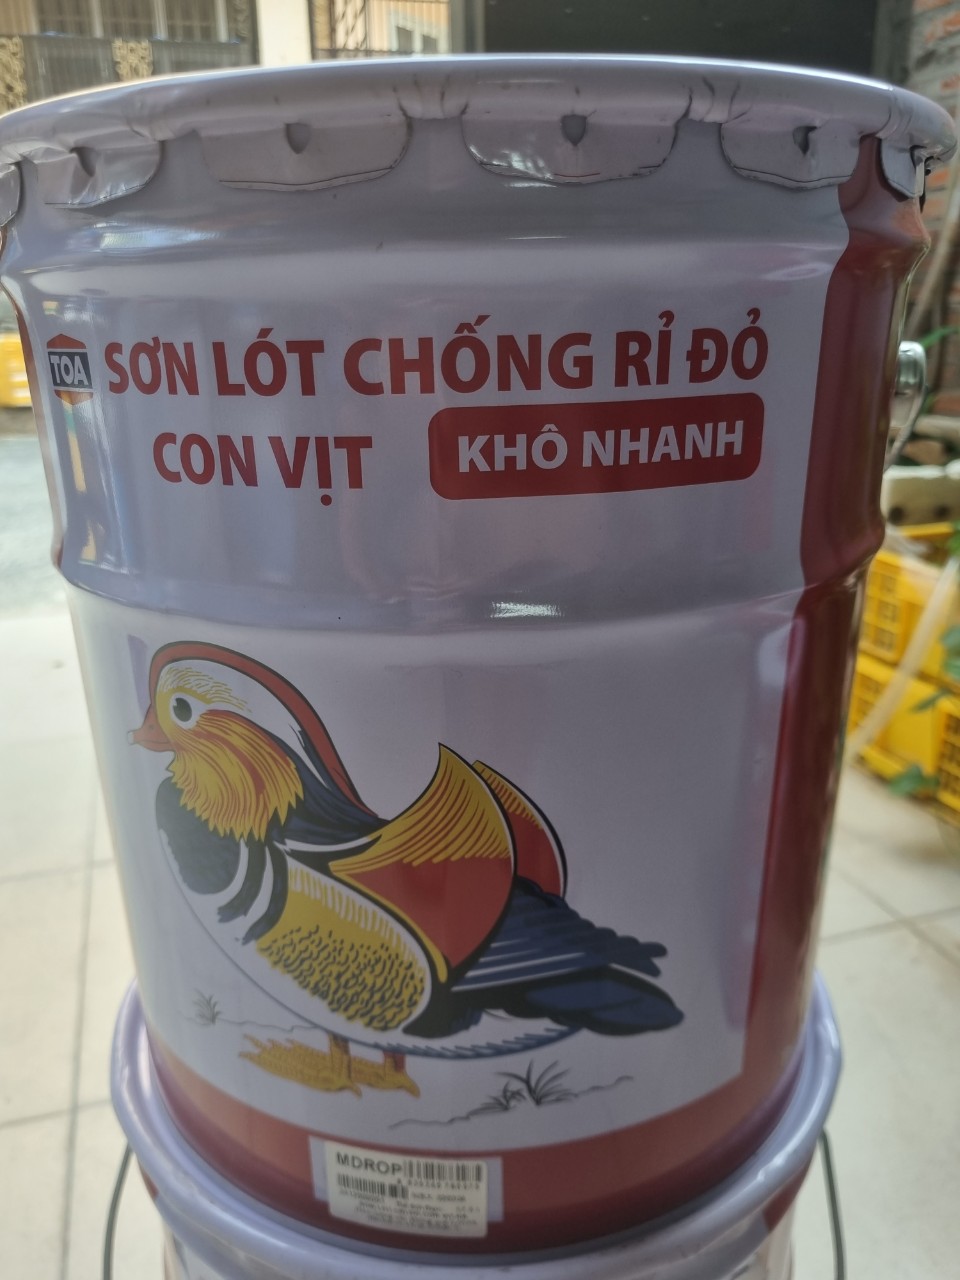 TOA
SƠN LÓT CHỐNG RỈ ĐỎ
CON VỊT
KHÔ NHANH
MDROP